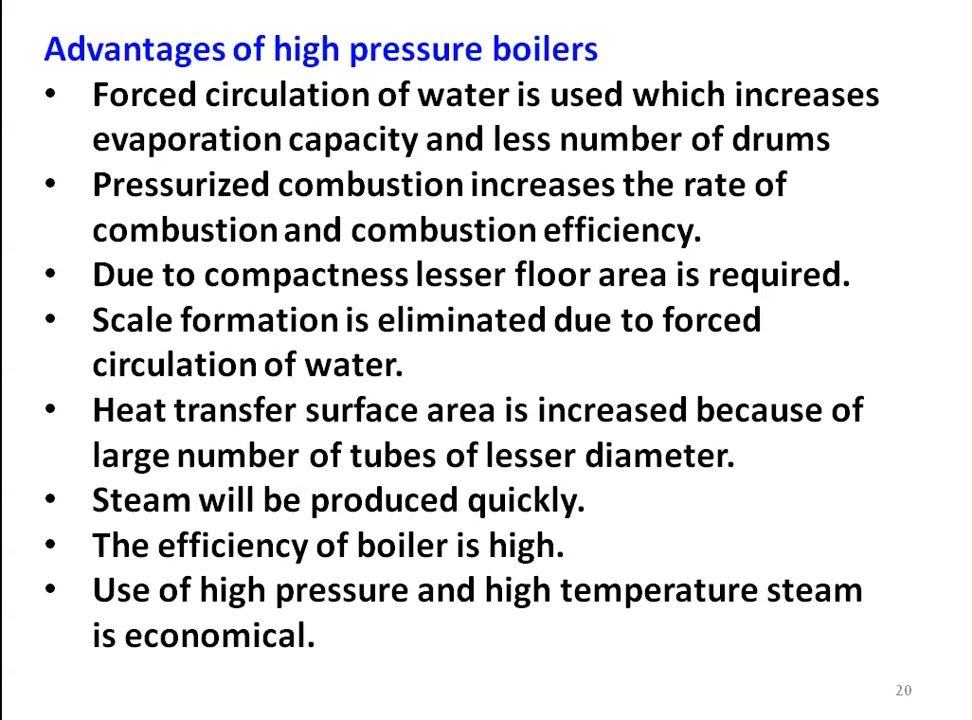 Advantages of high pressure boilers
• Forced circulation of water is used which increases
evaporation capacity and less number of drums
• Pressurized combustion increases the rate of
combustion and combustion efficiency.
• Due to compactness lesser floor area is required.
• Scale formation is eliminated due to forced
circulation of water.
• Heat transfer surface area is increased because of
large number of tubes of lesser diameter.
• Steam will be produced quickly.
• The efficiency of boiler is high.
• Use of high pressure and high temperature steam
is economical.
20